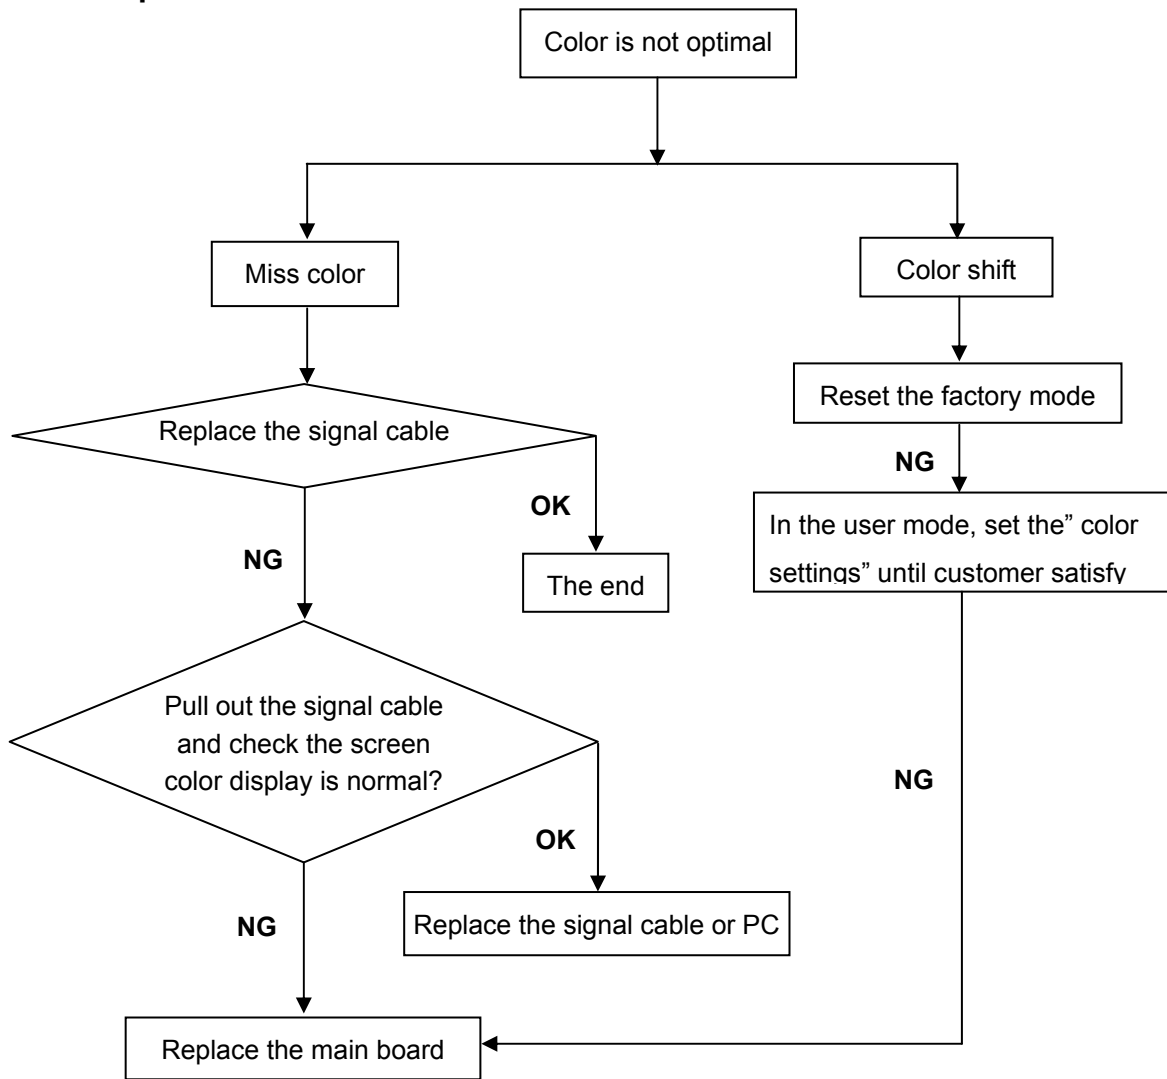 Color is not optimal
Miss color
Color shift
Replace the signal cable
Reset the factory mode
NG
OK
In the user mode, set the” color
settings” until customer satisfy
NG
The end
Pull out the signal cable
and check the screen
color display is normal?
NG
OK
NG
Replace the signal cable or PC
Replace the main board